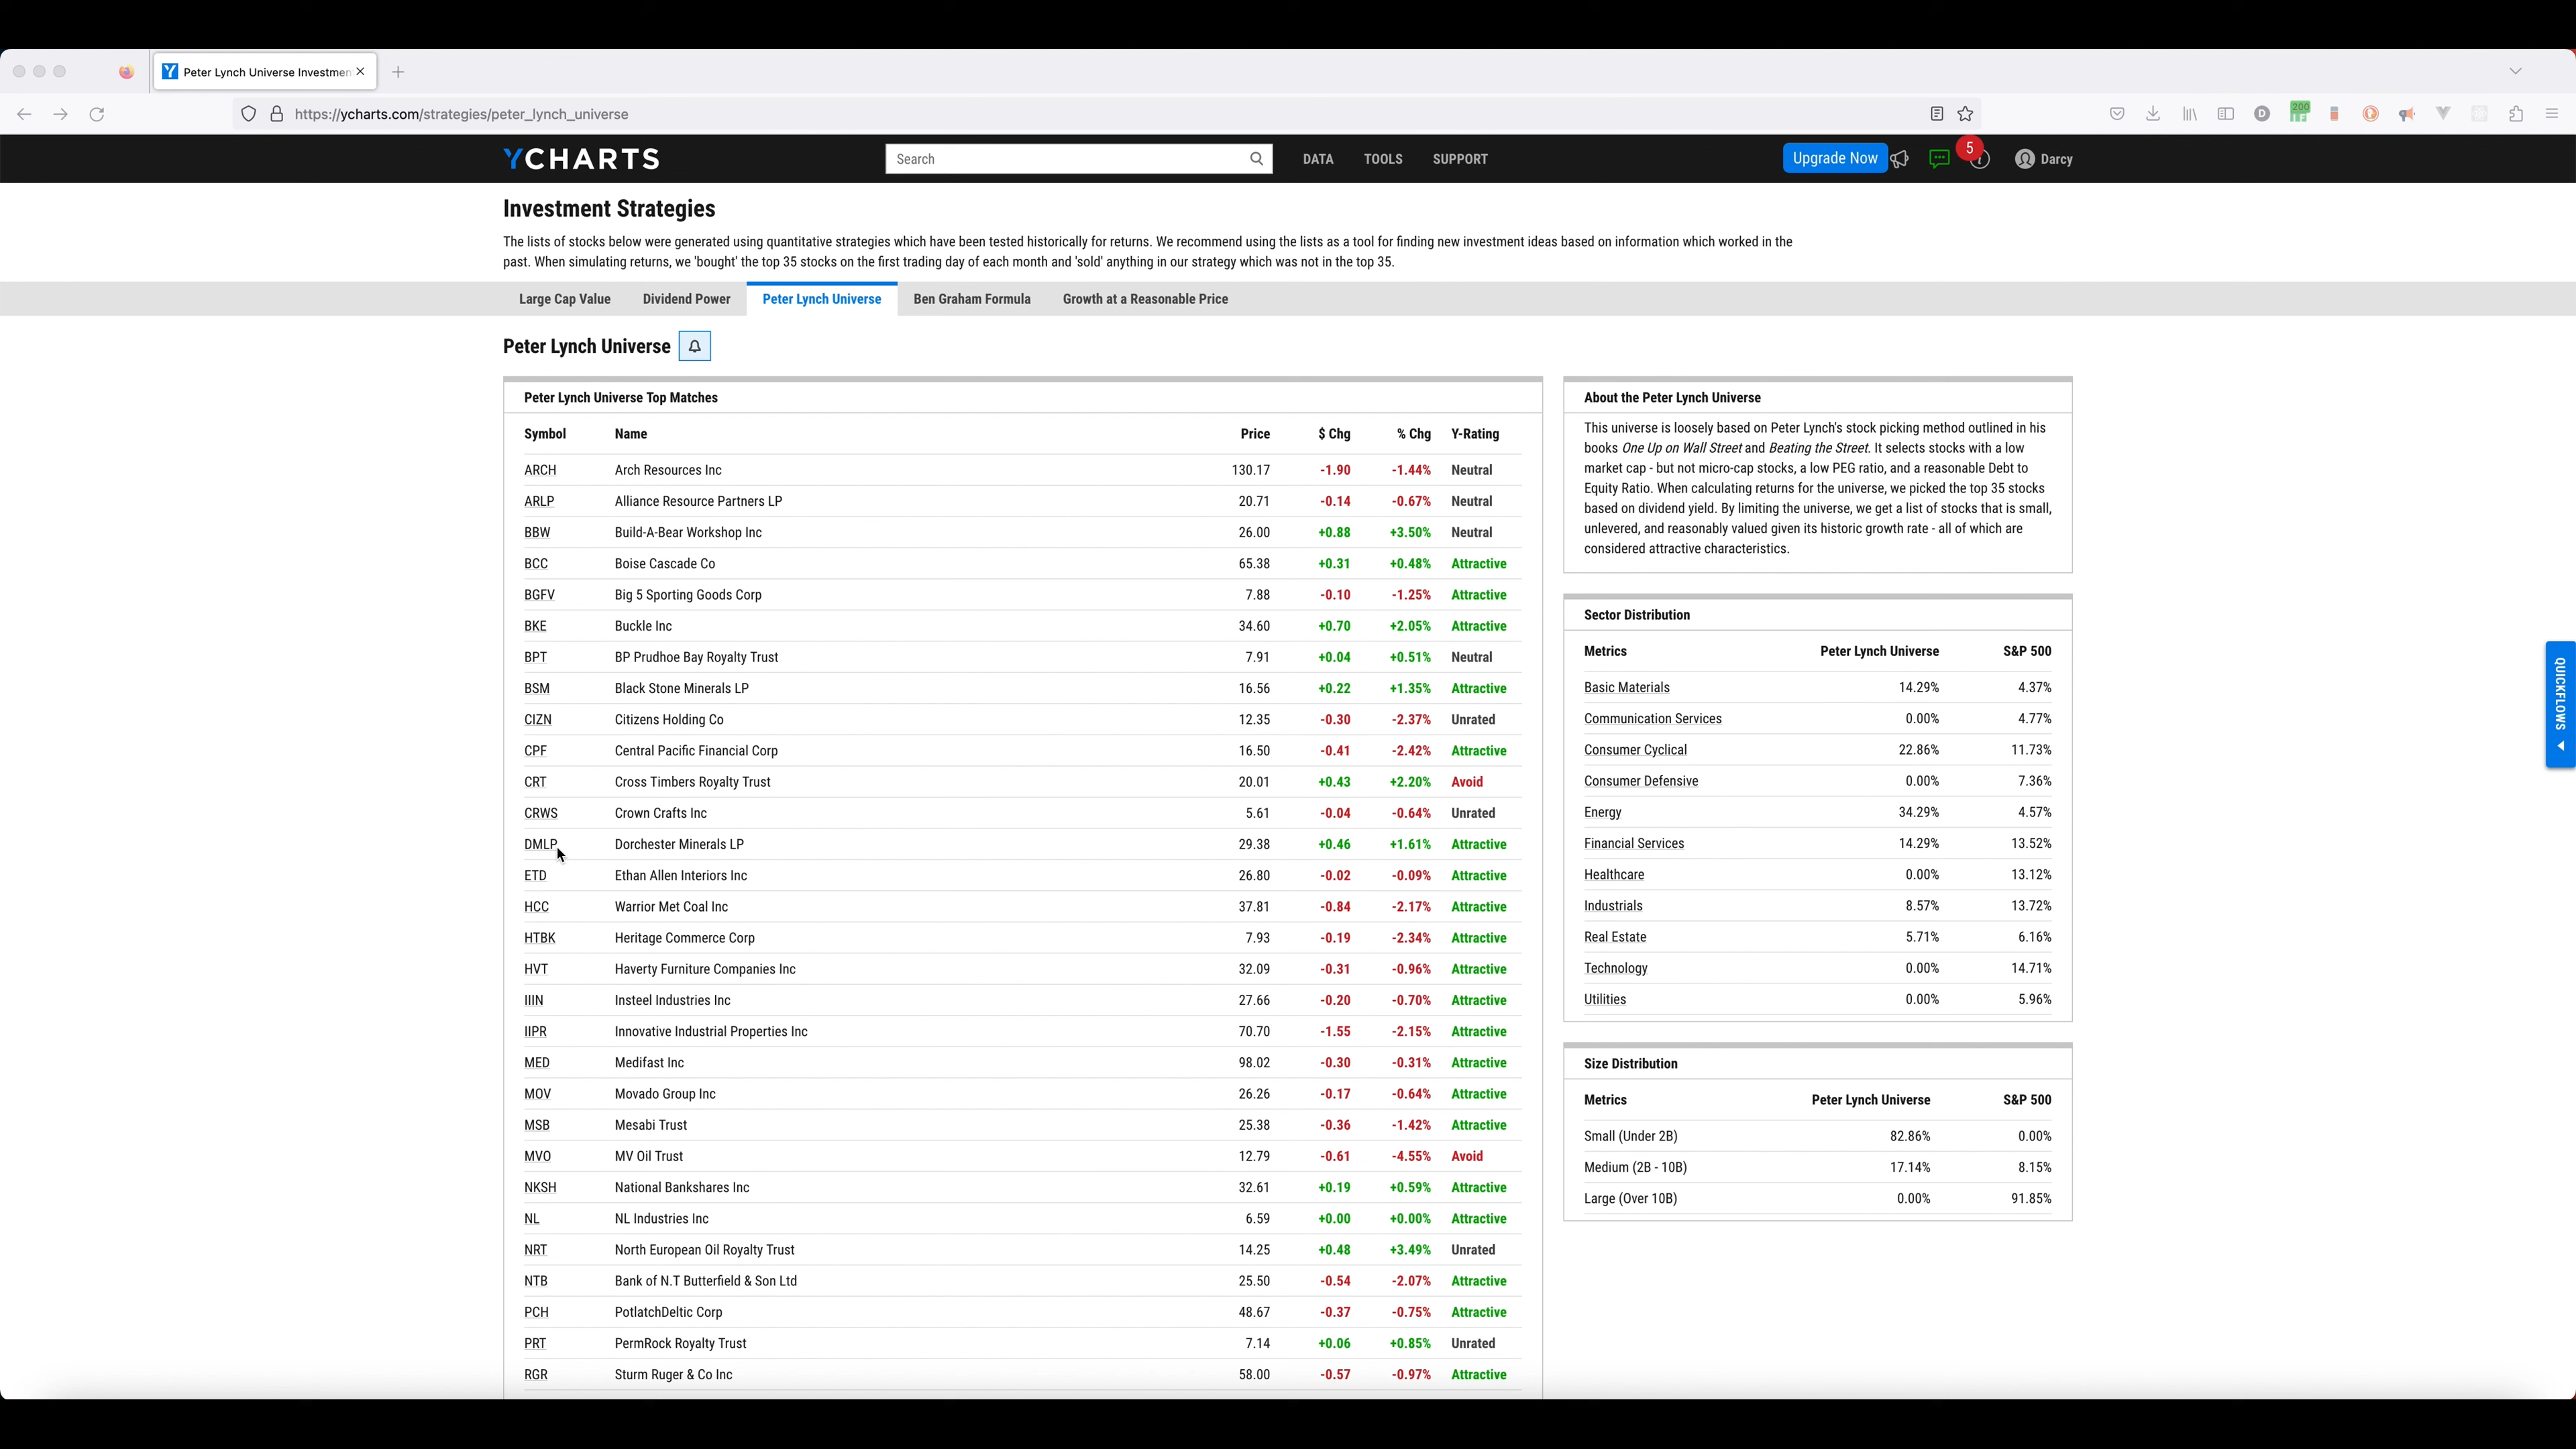 Peter Lynch Universe Investmen
https://ycharts.com/strategies/peter_lynch_universe
200
YCHARTS
Search
DATA TOOLS SUPPORT
Upgrade Now
5
Darcy
Investment Strategies
The lists of stocks below were generated using quantitative strategies which have been tested historically for returns. We recommend using the lists as a tool for finding new investment ideas based on information which worked in the
past. When simulating returns, we 'bought' the top 35 stocks on the first trading day of each month and 'sold' anything in our strategy which was not in the top 35.
Large Cap Value Dividend Power Peter Lynch Universe Ben Graham Formula Growth at a Reasonable Price
Peter Lynch Universe
Peter Lynch Universe Top Matches
Symbol Name Price $ Chg % Chg Y-Rating
ARCH Arch Resources Inc 130.17 -1.90 -1.44% Neutral
ARLP Alliance Resource Partners LP 20.71 -0.14 -0.67% Neutral
BBW Build-A-Bear Workshop Inc 26.00 +0.88 +3.50% Neutral
BCC Boise Cascade Co 65.38 +0.31 +0.48% Attractive
BGFV Big 5 Sporting Goods Corp 7.88 -0.10 -1.25% Attractive
BKE Buckle Inc 34.60 +0.70 +2.05% Attractive
BPT BP Prudhoe Bay Royalty Trust 7.91 +0.04 +0.51% Neutral
BSM Black Stone Minerals LP 16.56 +0.22 +1.35% Attractive
CIZN Citizens Holding Co 12.35 -0.30 -2.37% Unrated
CPF Central Pacific Financial Corp 16.50 -0.41 -2.42% Attractive
CRT Cross Timbers Royalty Trust 20.01 +0.43 +2.20% Avoid
CRWS Crown Crafts Inc 5.61 -0.04 -0.64% Unrated
DMLP Dorchester Minerals LP 29.38 +0.46 +1.61% Attractive
ETD Ethan Allen Interiors Inc 26.80 -0.02 -0.09% Attractive
HCC Warrior Met Coal Inc 37.81 -0.84 -2.17% Attractive
HTBK Heritage Commerce Corp 7.93 -0.19 -2.34% Attractive
HVT Haverty Furniture Companies Inc 32.09 -0.31 -0.96% Attractive
IIIN Insteel Industries Inc 27.66 -0.20 -0.70% Attractive
IIPR Innovative Industrial Properties Inc 70.70 -1.55 -2.15% Attractive
MED Medifast Inc 98.02 -0.30 -0.31% Attractive
MOV Movado Group Inc 26.26 -0.17 -0.64% Attractive
MSB Mesabi Trust 25.38 -0.36 -1.42% Attractive
MVO MV Oil Trust 12.79 -0.61 -4.55% Avoid
NKSH National Bankshares Inc 32.61 +0.19 +0.59% Attractive
NL NL Industries Inc 6.59 +0.00 +0.00% Attractive
NRT North European Oil Royalty Trust 14.25 +0.48 +3.49% Unrated
NTB Bank of N.T Butterfield & Son Ltd 25.50 -0.54 -2.07% Attractive
PCH PotlatchDeltic Corp 48.67 -0.37 -0.75% Attractive
PRT PermRock Royalty Trust 7.14 +0.06 +0.85% Unrated
RGR Sturm Ruger & Co Inc 58.00 -0.57 -0.97% Attractive
About the Peter Lynch Universe
This universe is loosely based on Peter Lynch's stock picking method outlined in his
books One Up on Wall Street and Beating the Street. It selects stocks with a low
market cap - but not micro-cap stocks, a low PEG ratio, and a reasonable Debt to
Equity Ratio. When calculating returns for the universe, we picked the top 35 stocks
based on dividend yield. By limiting the universe, we get a list of stocks that is small,
unlevered, and reasonably valued given its historic growth rate - all of which are
considered attractive characteristics.
Sector Distribution
Metrics Peter Lynch Universe S&P 500
Basic Materials 14.29% 4.37%
Communication Services 0.00% 4.77%
Consumer Cyclical 22.86% 11.73%
Consumer Defensive 0.00% 7.36%
Energy 34.29% 4.57%
Financial Services 14.29% 13.52%
Healthcare 0.00% 13.12%
Industrials 8.57% 13.72%
Real Estate 5.71% 6.16%
Technology 0.00% 14.71%
Utilities 0.00% 5.96%
Size Distribution
Metrics Peter Lynch Universe S&P 500
Small (Under 2B) 82.86% 0.00%
Medium (2B - 10B) 17.14% 8.15%
Large (Over 10B) 0.00% 91.85%
QUICKFLOWS